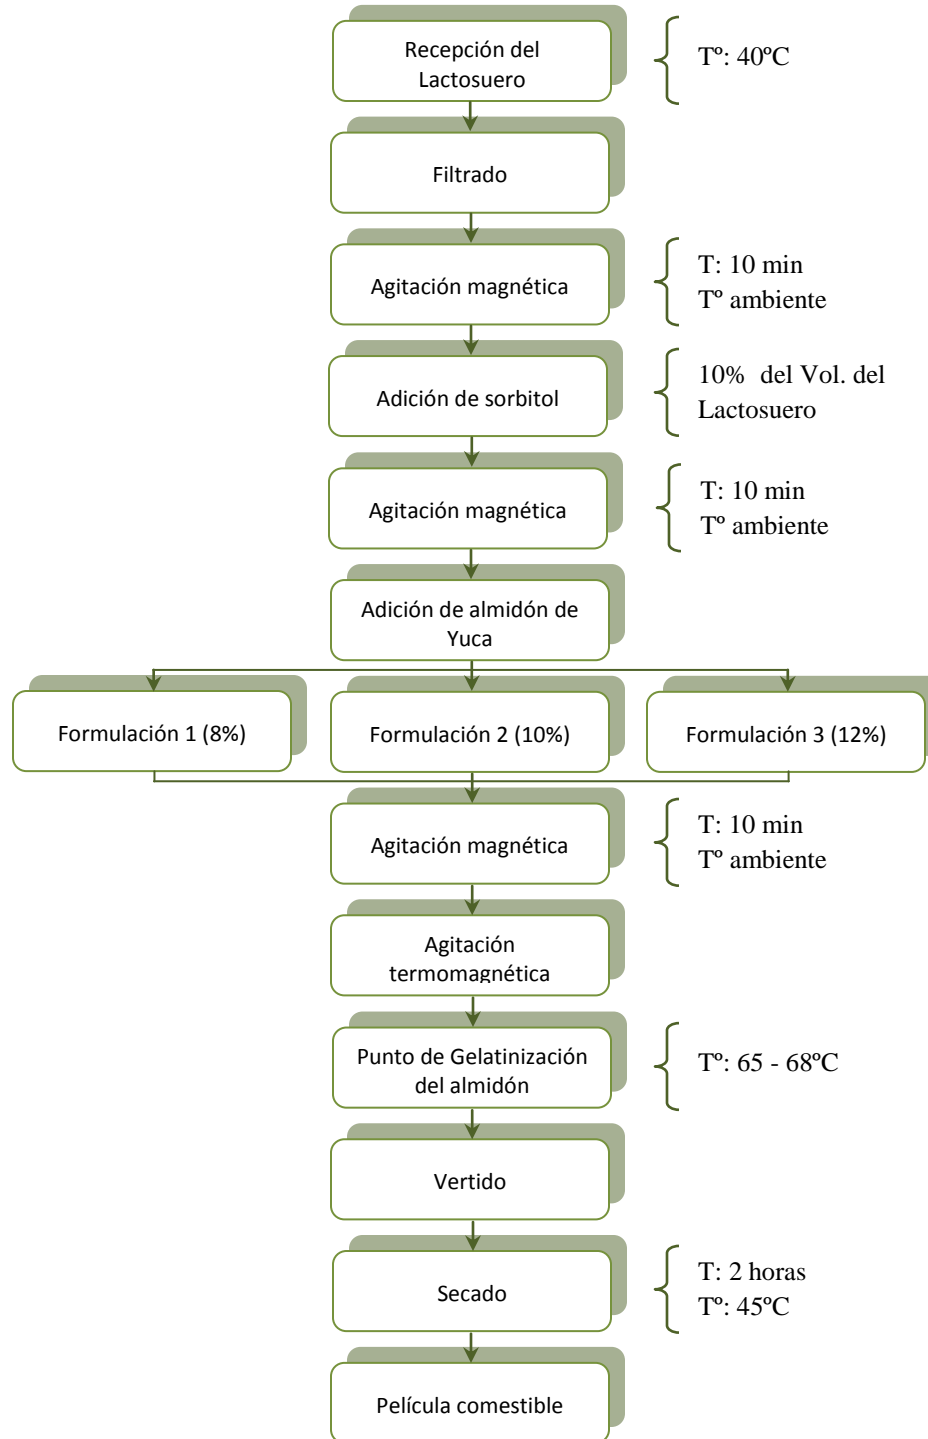 Recepción del
Lactosuero
Tº: 40ºC
Filtrado
Agitación magnética
T: 10 min
Tº ambiente
Adición de sorbitol
10% del Vol. del
Lactosuero
Agitación magnética
T: 10 min
Tº ambiente
Adición de almidón de
Yuca
Formulación 1 (8%)
Formulación 2 (10%)
Formulación 3 (12%)
Agitación magnética
T: 10 min
Tº ambiente
Agitación
termomagnética
Punto de Gelatinización
del almidón
Tº: 65 - 68ºC
Vertido
Secado
T: 2 horas
Tº: 45ºC
Película comestible